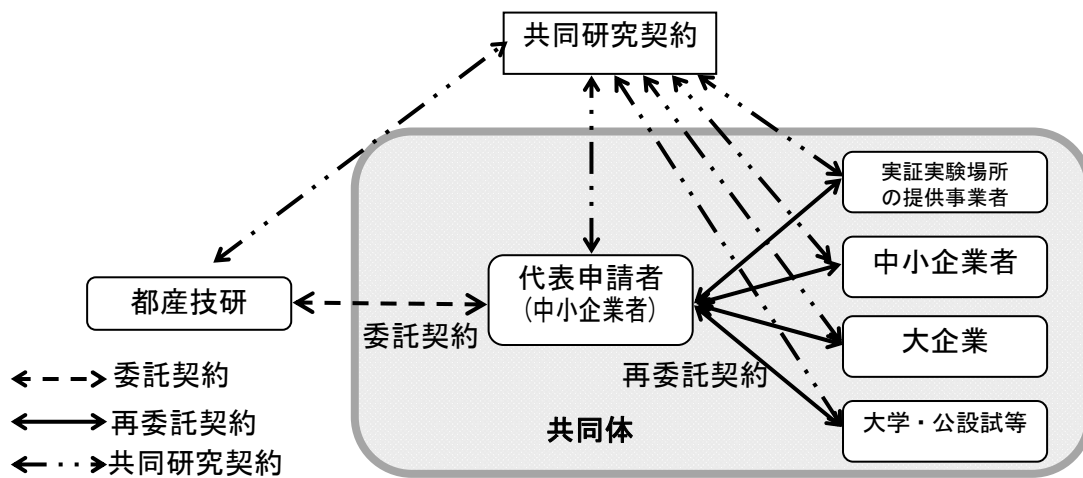 共同研究契約
実証実験場所
の提供事業者
中小企業者
代表申請者
(中小企業者)
都産技研
委託契約
大企業
再委託契約
大学・公設試等
共同体
委託契約
再委託契約
共同研究契約